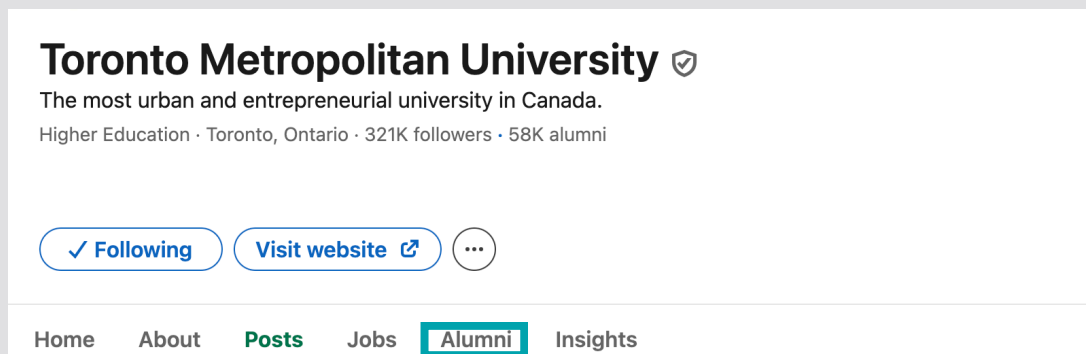 Toronto Metropolitan University
The most urban and entrepreneurial university in Canada.
Higher Education · Toronto, Ontario · 321K followers · 58K alumni
Following Visit website
Home About Posts Jobs Alumni Insights